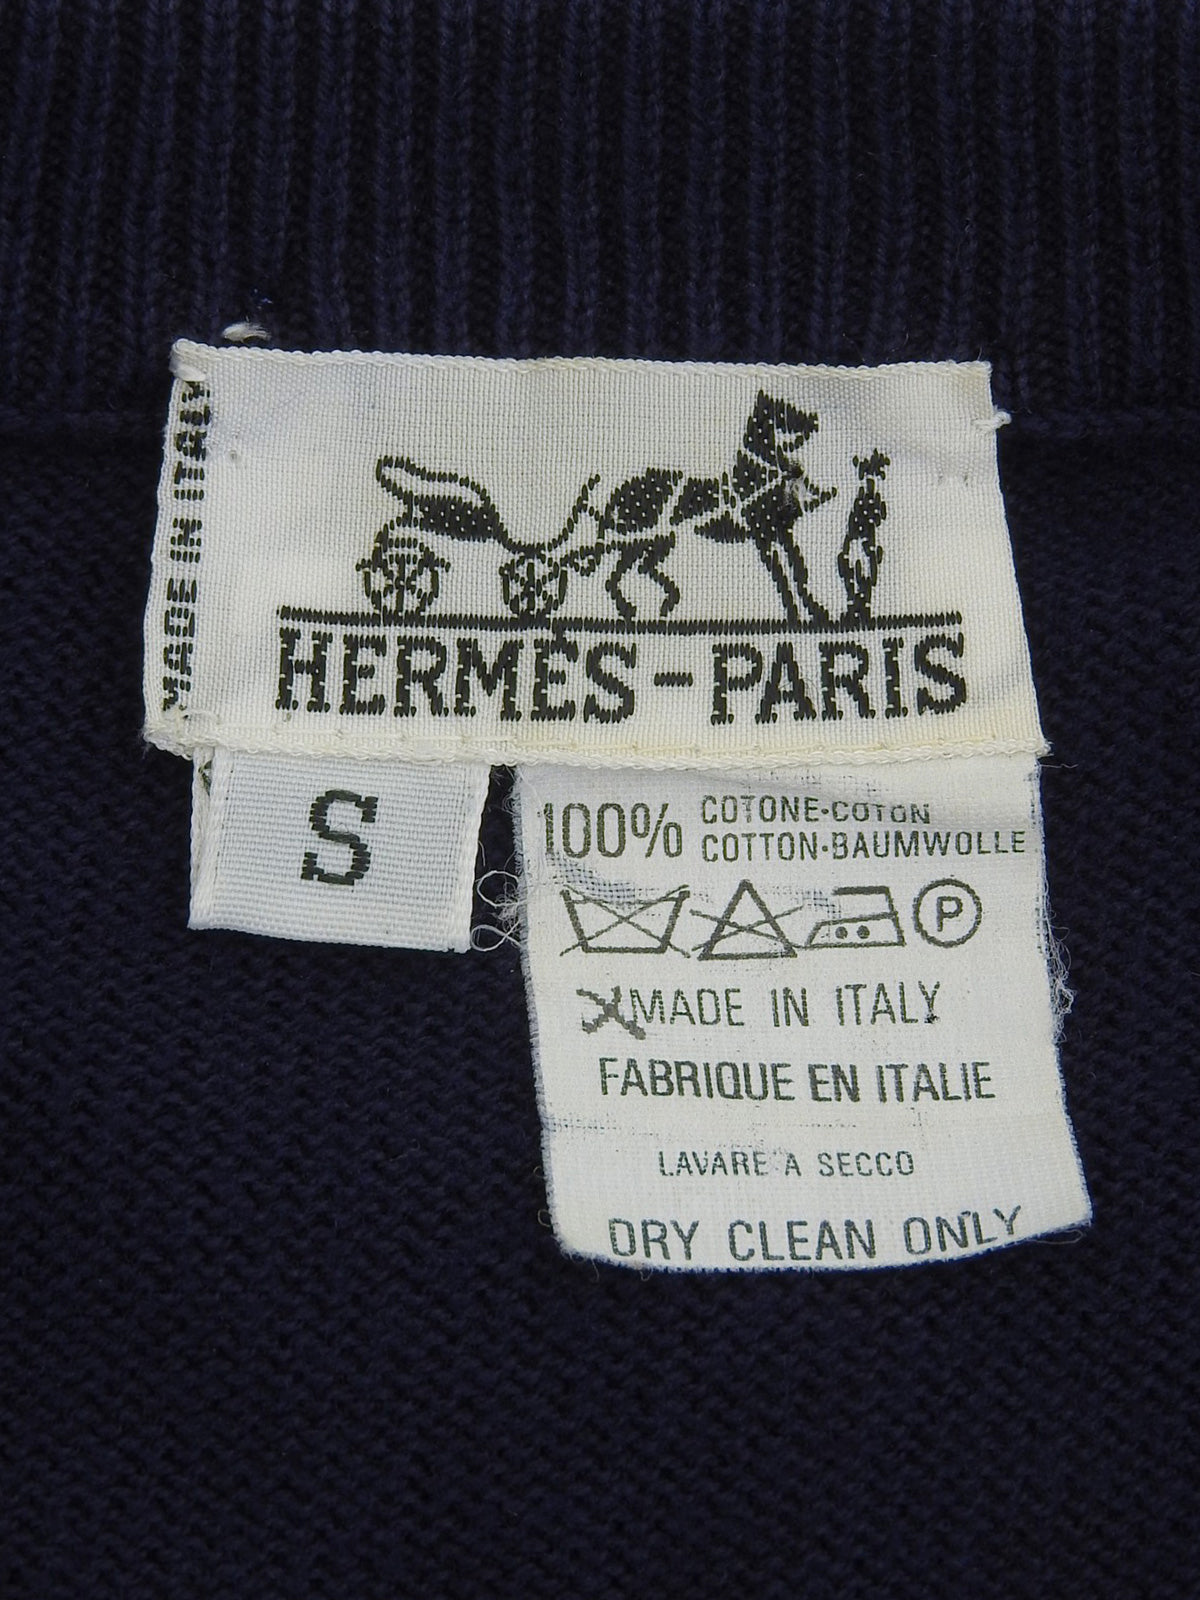 MADE IN ITALY
HERMÈS-PARIS
S
100% COTONE·COTON
COTTON·BAUMWOLLE
P
MADE IN ITALY
FABRIQUE EN ITALIE
LAVARE A SECCO
DRY CLEAN ONLY